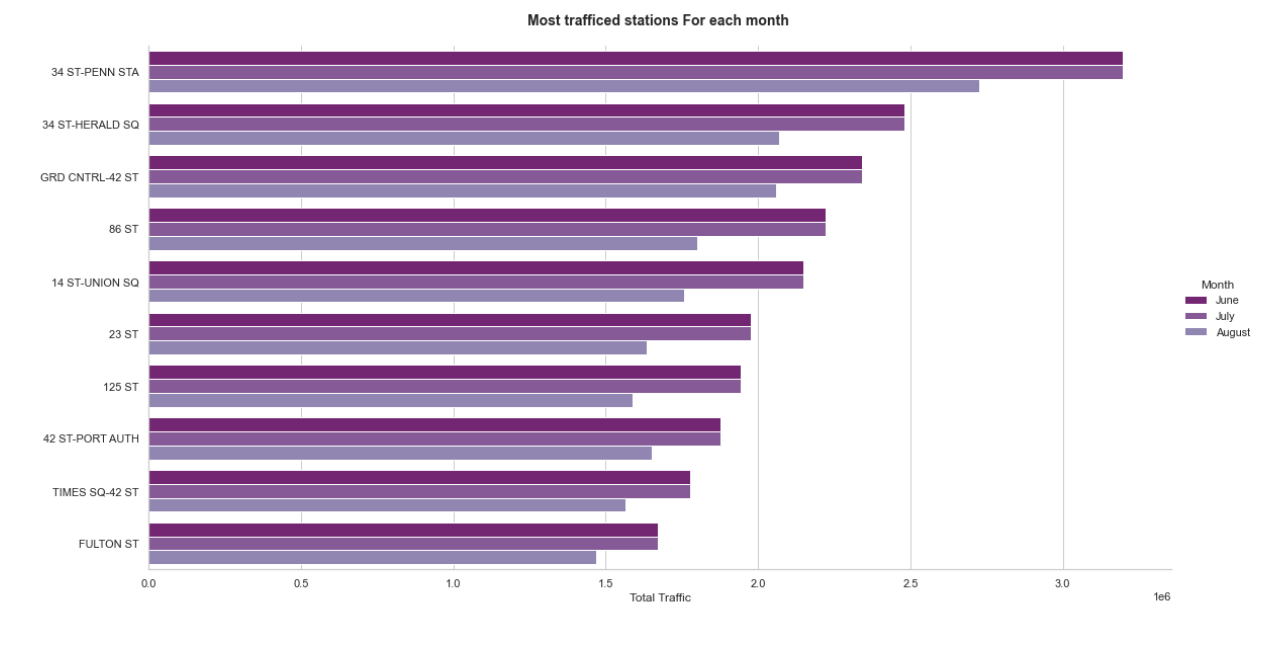 Most trafficed stations For each month
34 ST-PENN STA
34 ST-HERALD SQ
GRD CNTRL-42 ST
86 ST
14 ST-UNION SQ
23 ST
125 ST
42 ST-PORT AUTH
TIMES SQ-42 ST
FULTON ST
0.0 0.5 1.0 1.5 2.0 2.5 3.0
1e6
Total Traffic
Month
June
July
August